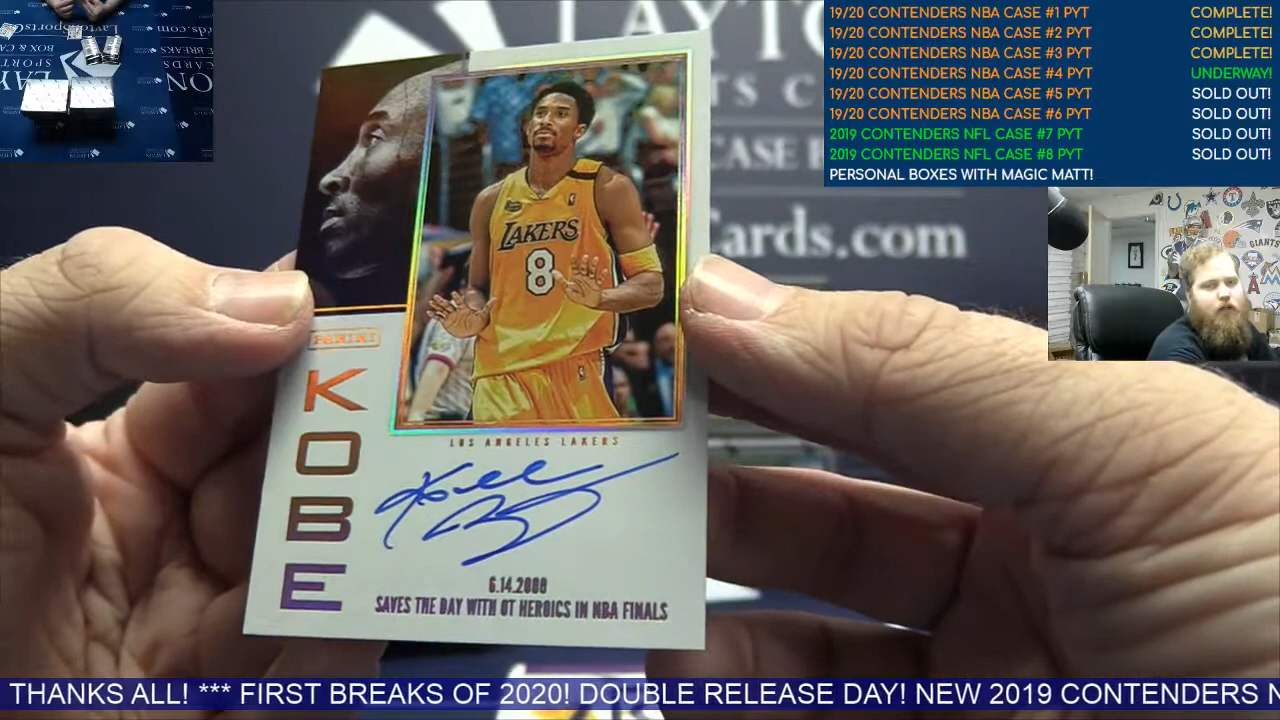 19/20 CONTENDERS NBA CASE #1 PYT COMPLETE!
19/20 CONTENDERS NBA CASE #2 PYT COMPLETE!
19/20 CONTENDERS NBA CASE #3 PYT COMPLETE!
19/20 CONTENDERS NBA CASE #4 PYT UNDERWAY!
19/20 CONTENDERS NBA CASE #5 PYT SOLD OUT!
19/20 CONTENDERS NBA CASE #6 PYT SOLD OUT!
2019 CONTENDERS NFL CASE #7 PYT SOLD OUT!
2019 CONTENDERS NFL CASE #8 PYT SOLD OUT!
PERSONAL BOXES WITH MAGIC MATT!
LAYTO
TS C
CASE
Cards.com
GIANTS
LAKERS
8
PANINI
KOBE
LOS ANGELES LAKERS
6.14.2000
SAVES THE DAY WITH OT HEROICS IN NBA FINALS
THANKS ALL! *** FIRST BREAKS OF 2020! DOUBLE RELEASE DAY! NEW 2019 CONTENDERS N